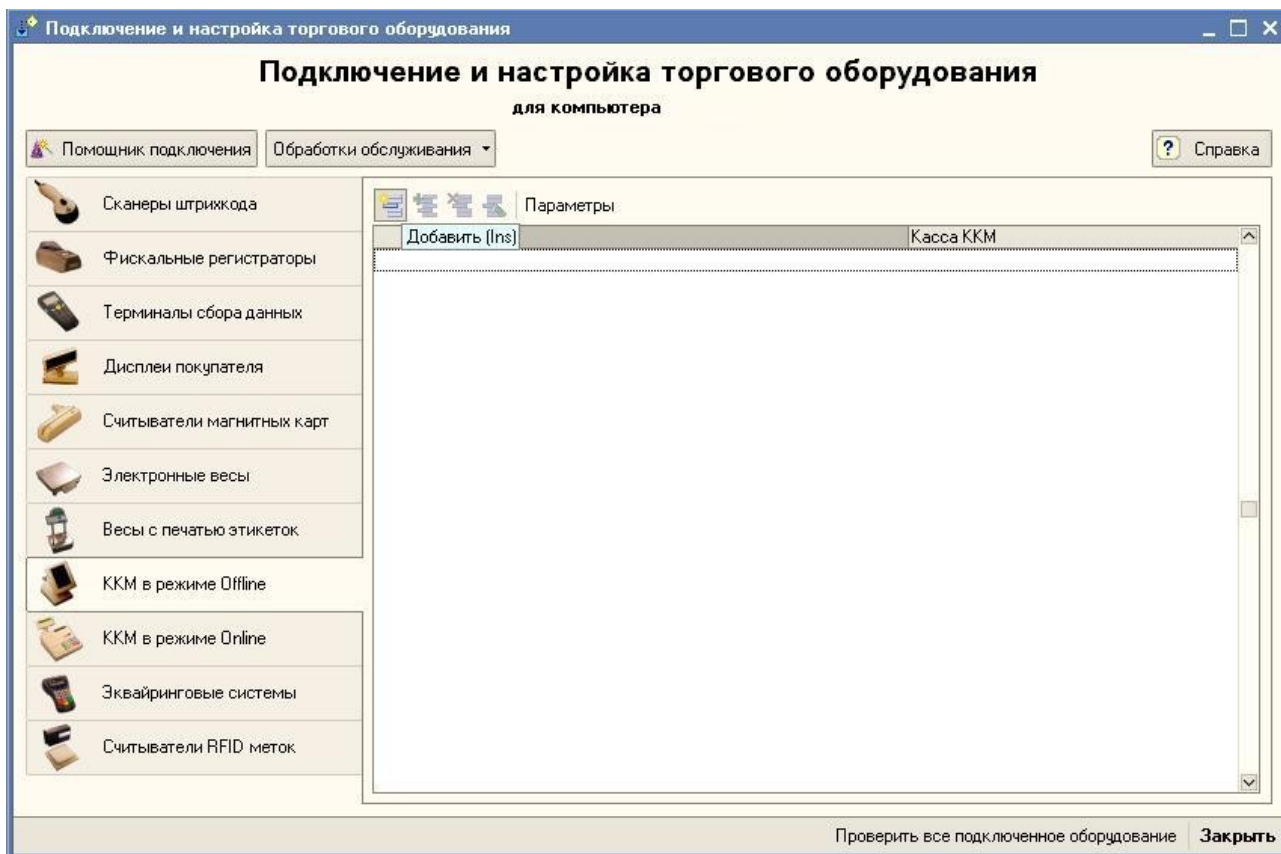 Подключение и настройка торгового оборудования
Подключение и настройка торгового оборудования
для компьютера
Помощник подключения Обработки обслуживания ? Справка
Сканеры штрихкода
Фискальные регистраторы
Терминалы сбора данных
Дисплеи покупателя
Считыватели магнитных карт
Электронные весы
Весы с печатью этикеток
ККМ в режиме Offline
ККМ в режиме Online
Эквайринговые системы
Считыватели RFID меток
Параметры
Добавить (Ins) Касса ККМ
Проверить все подключенное оборудование Закрыть